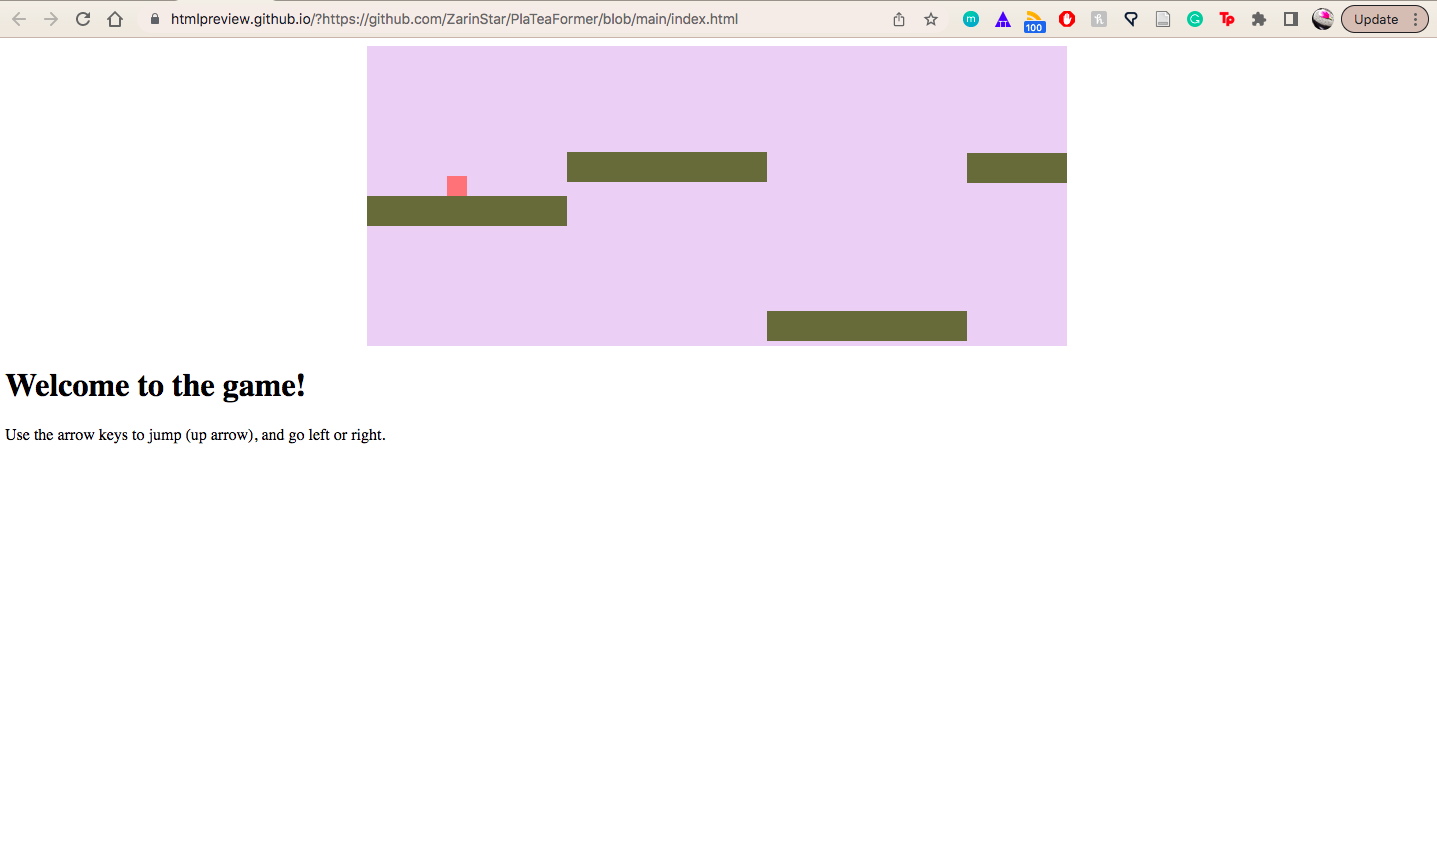 htmlpreview.github.io/?https://github.com/ZarinStar/PlaTeaFormer/blob/main/index.html
m
100
h
G
Tp
Update
Welcome to the game!
Use the arrow keys to jump (up arrow), and go left or right.